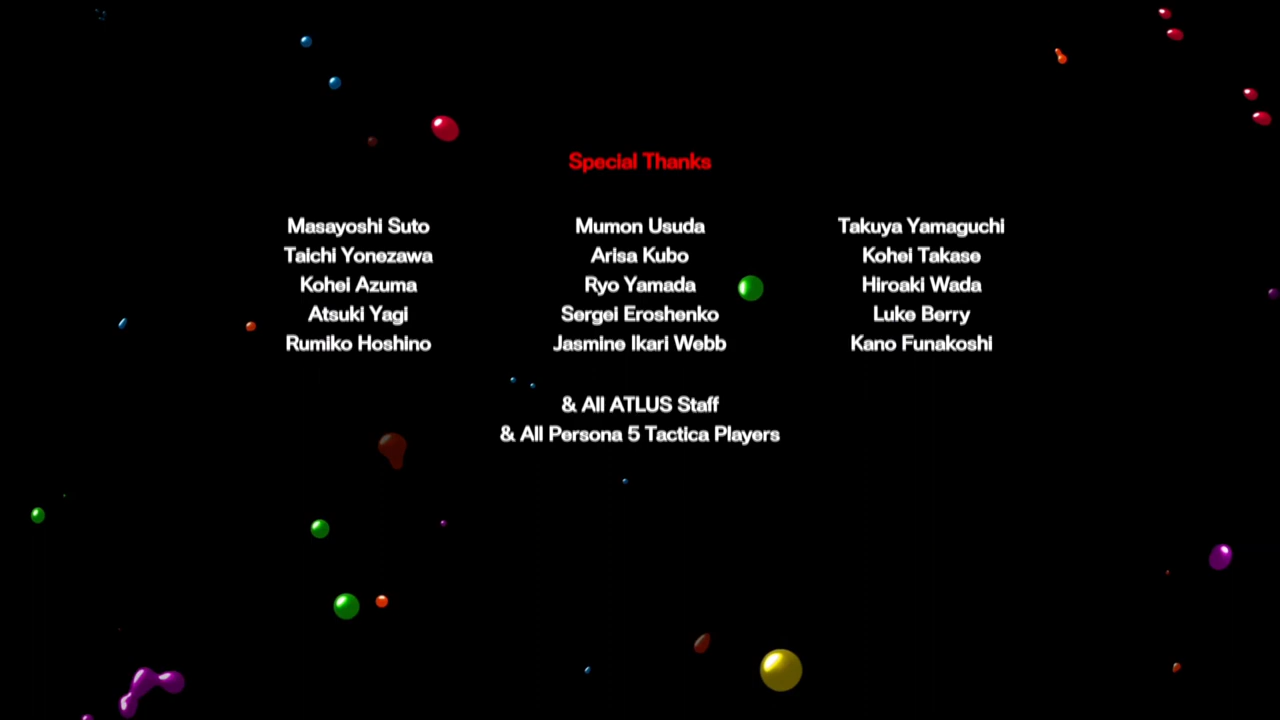 Special Thanks
Masayoshi Suto Mumon Usuda Takuya Yamaguchi
Taichi Yonezawa Arisa Kubo Kohei Takase
Kohei Azuma Ryo Yamada Hiroaki Wada
Atsuki Yagi Sergei Eroshenko Luke Berry
Rumiko Hoshino Jasmine Ikari Webb Kano Funakoshi
& All ATLUS Staff
& All Persona 5 Tactica Players